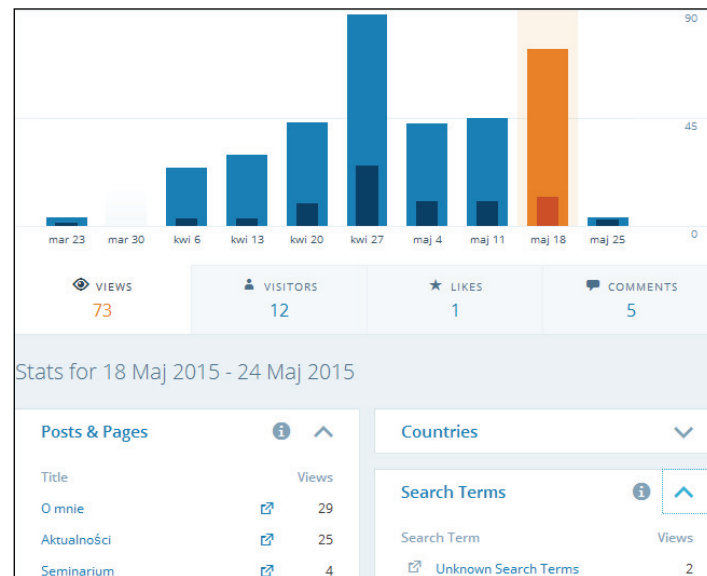 90
45
0
mar 23 mar 30 kwi 6 kwi 13 kwi 20 kwi 27 maj 4 maj 11 maj 18 maj 25
VIEWS
73
VISITORS
12
LIKES
1
COMMENTS
5
Stats for 18 Maj 2015 - 24 Maj 2015
Posts & Pages
Title Views
O mnie 29
Aktualności 25
Seminarium 4
Countries
Search Terms
Search Term Views
Unknown Search Terms 2